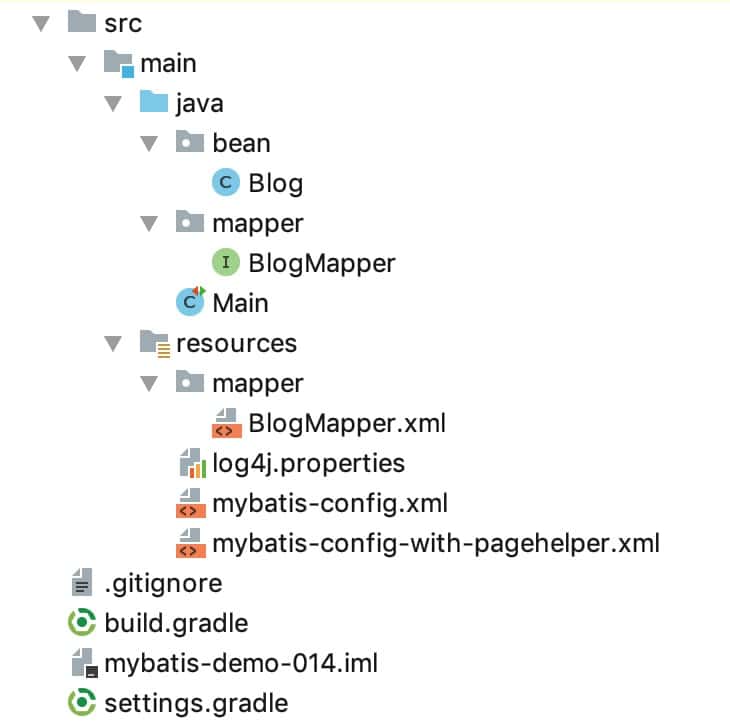 src
main
java
bean
C Blog
mapper
I BlogMapper
C Main
resources
mapper
<> BlogMapper.xml
log4j.properties
<> mybatis-config.xml
<> mybatis-config-with-pagehelper.xml
.gitignore
build.gradle
mybatis-demo-014.iml
settings.gradle